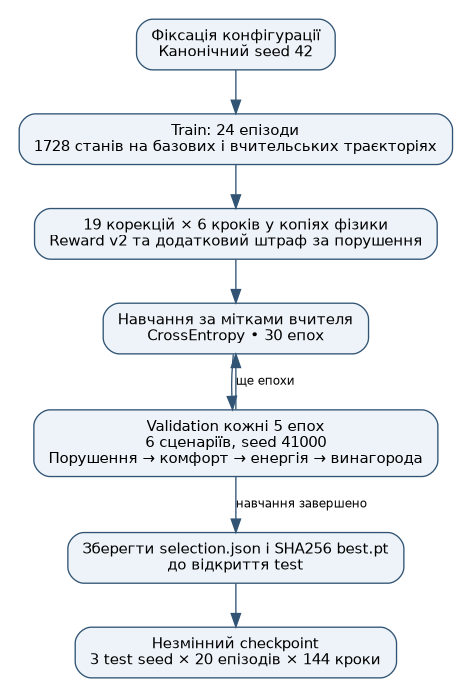 Фіксація конфігурації
Канонічний seed 42
Train: 24 епізоди
1728 станів на базових і вчительських траєкторіях
19 корекцій × 6 кроків у копіях фізики
Reward v2 та додатковий штраф за порушення
Навчання за мітками вчителя
CrossEntropy • 30 епох
ще епохи
Validation кожні 5 епох
6 сценаріїв, seed 41000
Порушення → комфорт → енергія → винагорода
навчання завершено
Зберегти selection.json і SHA256 best.pt
до відкриття test
Незмінний checkpoint
3 test seed × 20 епізодів × 144 кроки